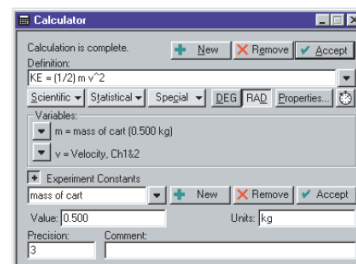 Calculator
Calculation is complete. New Remove Accept
Definition:
KE = (1/2) m v^2
Scientific Statistical Special DEG RAD Properties...
Variables:
m = mass of cart (0.500 kg)
v = Velocity, Ch1&2
Experiment Constants
mass of cart New Remove Accept
Value: 0.500 Units: kg
Precision: Comment:
3